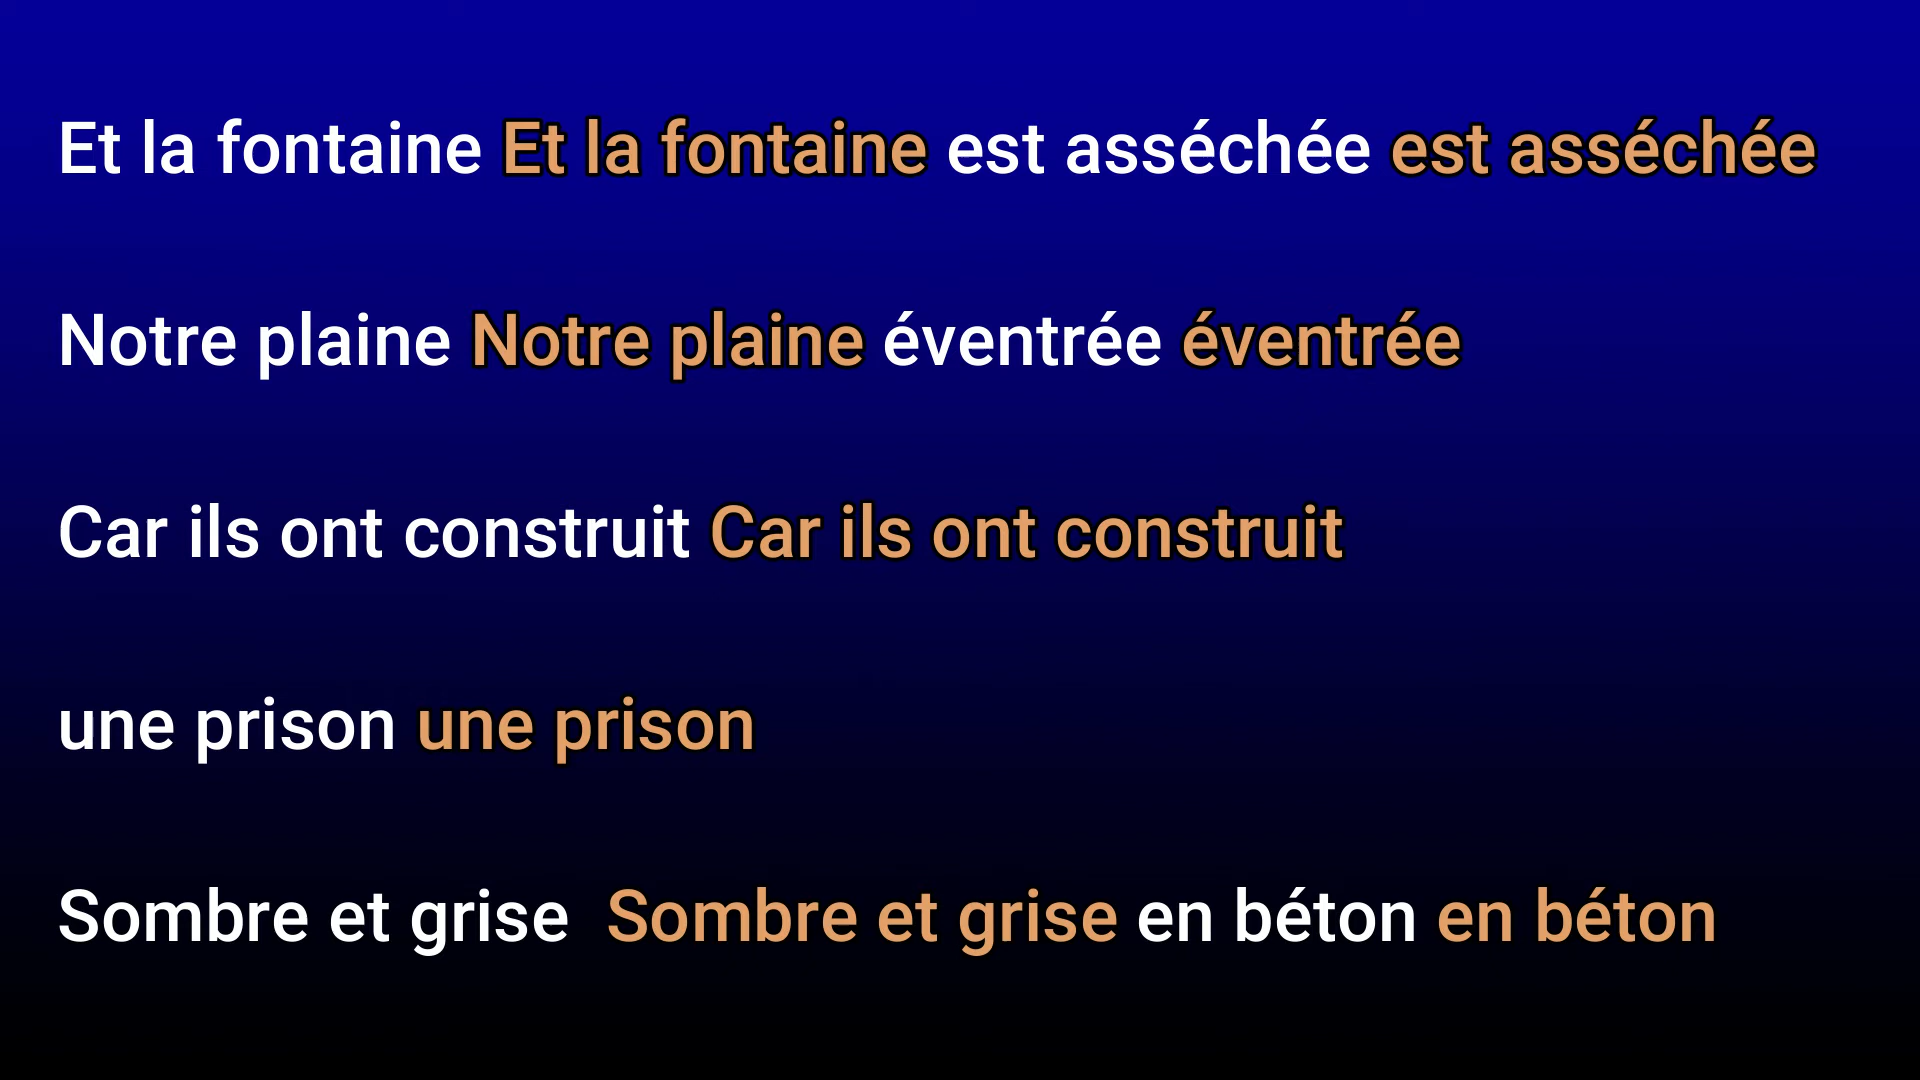 Et la fontaine Et la fontaine est asséchée est asséchée
Notre plaine Notre plaine éventrée éventrée
Car ils ont construit Car ils ont construit
une prison une prison
Sombre et grise  Sombre et grise en béton en béton